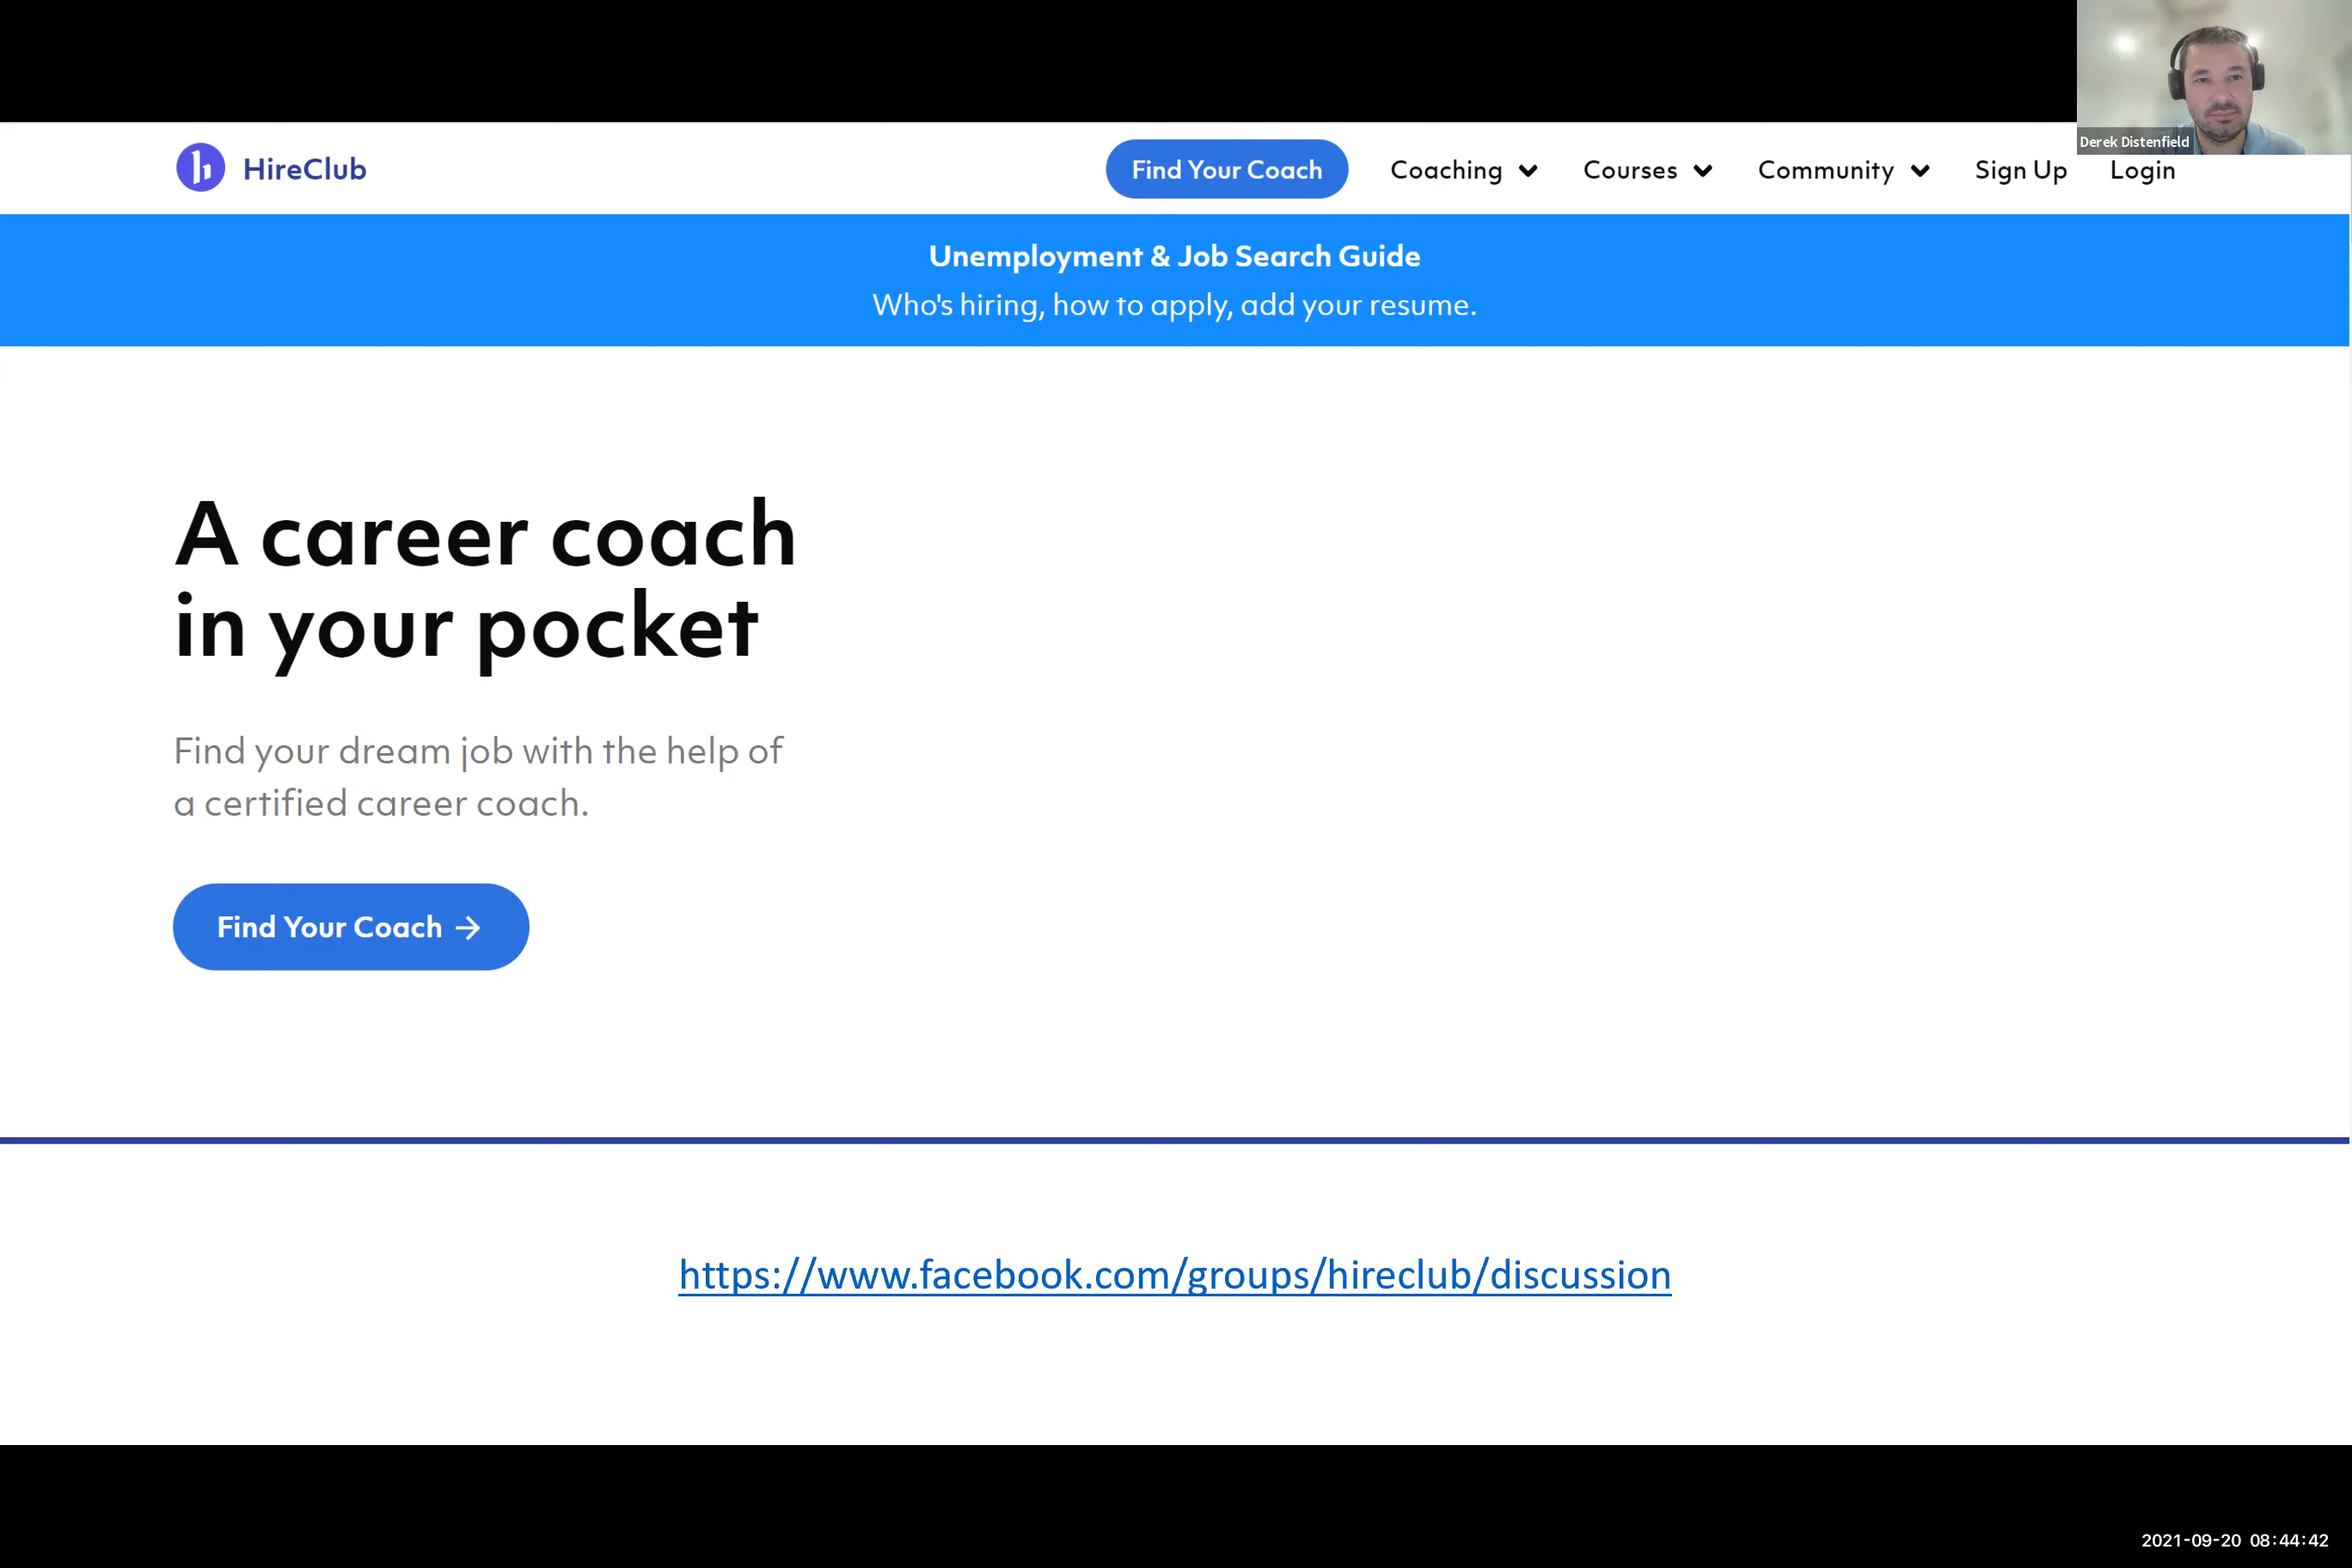 Derek Distenfield
HireClub
Find Your Coach
Coaching
Courses
Community
Sign Up
Login
Unemployment & Job Search Guide
Who's hiring, how to apply, add your resume.
A career coach
in your pocket
Find your dream job with the help of
a certified career coach.
Find Your Coach →
https://www.facebook.com/groups/hireclub/discussion
2021-09-20 08:44:42